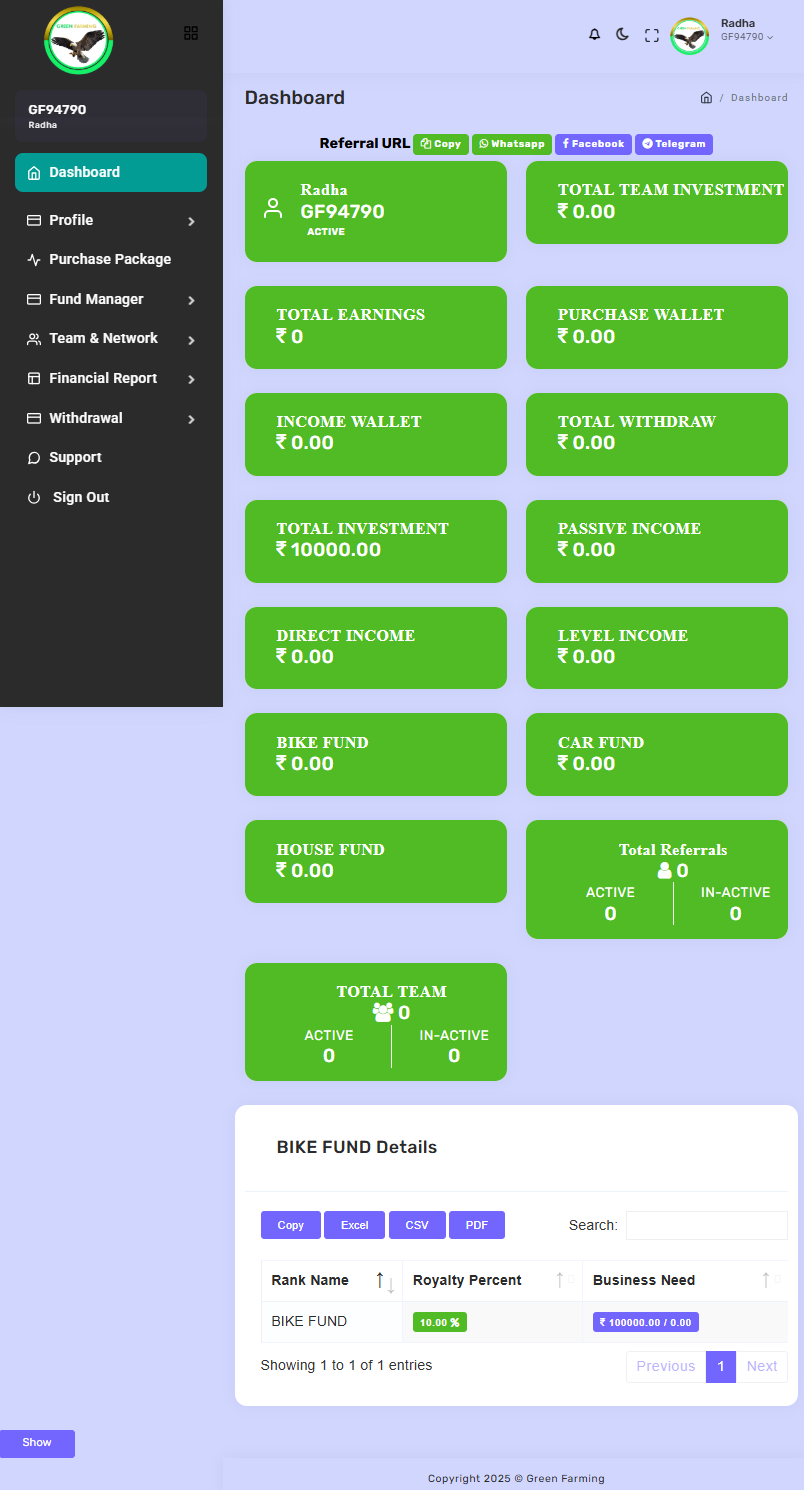 GREEN FARMING
GF94790
Radha
Dashboard
Profile
Purchase Package
Fund Manager
Team & Network
Financial Report
Withdrawal
Support
Sign Out
Radha
GF94790
Dashboard
/ Dashboard
Referral URL Copy Whatsapp Facebook Telegram
Radha
GF94790
ACTIVE
TOTAL TEAM INVESTMENT
₹ 0.00
TOTAL EARNINGS
₹ 0
PURCHASE WALLET
₹ 0.00
INCOME WALLET
₹ 0.00
TOTAL WITHDRAW
₹ 0.00
TOTAL INVESTMENT
₹ 10000.00
PASSIVE INCOME
₹ 0.00
DIRECT INCOME
₹ 0.00
LEVEL INCOME
₹ 0.00
BIKE FUND
₹ 0.00
CAR FUND
₹ 0.00
HOUSE FUND
₹ 0.00
Total Referrals
0
ACTIVE IN-ACTIVE
0 0
TOTAL TEAM
0
ACTIVE IN-ACTIVE
0 0
BIKE FUND Details
Copy Excel CSV PDF Search:
Rank Name Royalty Percent Business Need
BIKE FUND 10.00 % ₹ 100000.00 / 0.00
Showing 1 to 1 of 1 entries Previous 1 Next
Show
Copyright 2025 © Green Farming